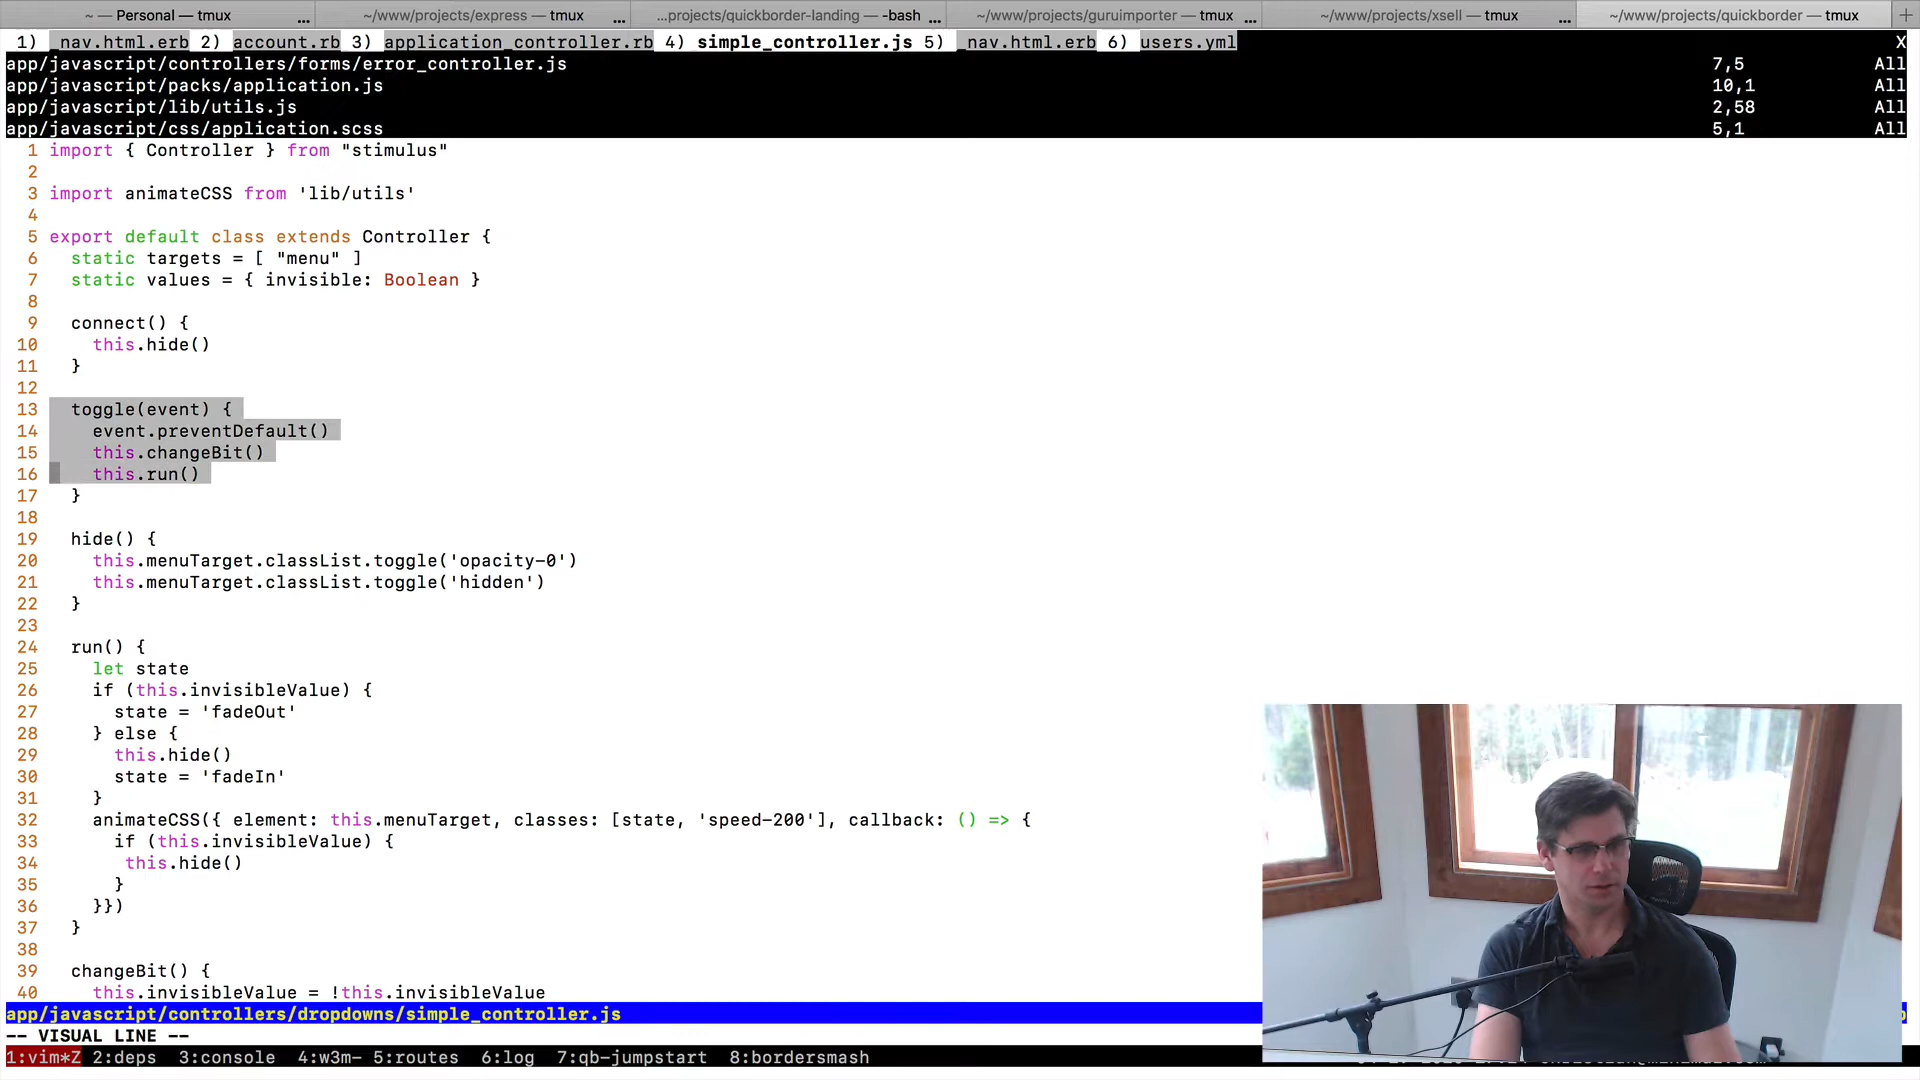 ~ — Personal — tmux ... ~/www/projects/express — tmux ... ...projects/quickborder-landing — -bash ... ~/www/projects/guruimporter — tmux ... ~/www/projects/xsell — tmux ... ~/www/projects/quickborder — tmux +
1) _nav.html.erb 2) account.rb 3) application_controller.rb 4) simple_controller.js 5) _nav.html.erb 6) users.yml X
app/javascript/controllers/forms/error_controller.js 7,5 All
app/javascript/packs/application.js 10,1 All
app/javascript/lib/utils.js 2,58 All
app/javascript/css/application.scss 5,1 All
1 import { Controller } from "stimulus"
2
3 import animateCSS from 'lib/utils'
4
5 export default class extends Controller {
6 static targets = [ "menu" ]
7 static values = { invisible: Boolean }
8
9 connect() {
10 this.hide()
11 }
12
13 toggle(event) {
14 event.preventDefault()
15 this.changeBit()
16 this.run()
17 }
18
19 hide() {
20 this.menuTarget.classList.toggle('opacity-0')
21 this.menuTarget.classList.toggle('hidden')
22 }
23
24 run() {
25 let state
26 if (this.invisibleValue) {
27 state = 'fadeOut'
28 } else {
29 this.hide()
30 state = 'fadeIn'
31 }
32 animateCSS({ element: this.menuTarget, classes: [state, 'speed-200'], callback: () => {
33 if (this.invisibleValue) {
34 this.hide()
35 }
36 }})
37 }
38
39 changeBit() {
40 this.invisibleValue = !this.invisibleValue
app/javascript/controllers/dropdowns/simple_controller.js
-- VISUAL LINE --
1:vim*Z 2:deps 3:console 4:w3m- 5:routes 6:log 7:qb-jumpstart 8:bordersmash